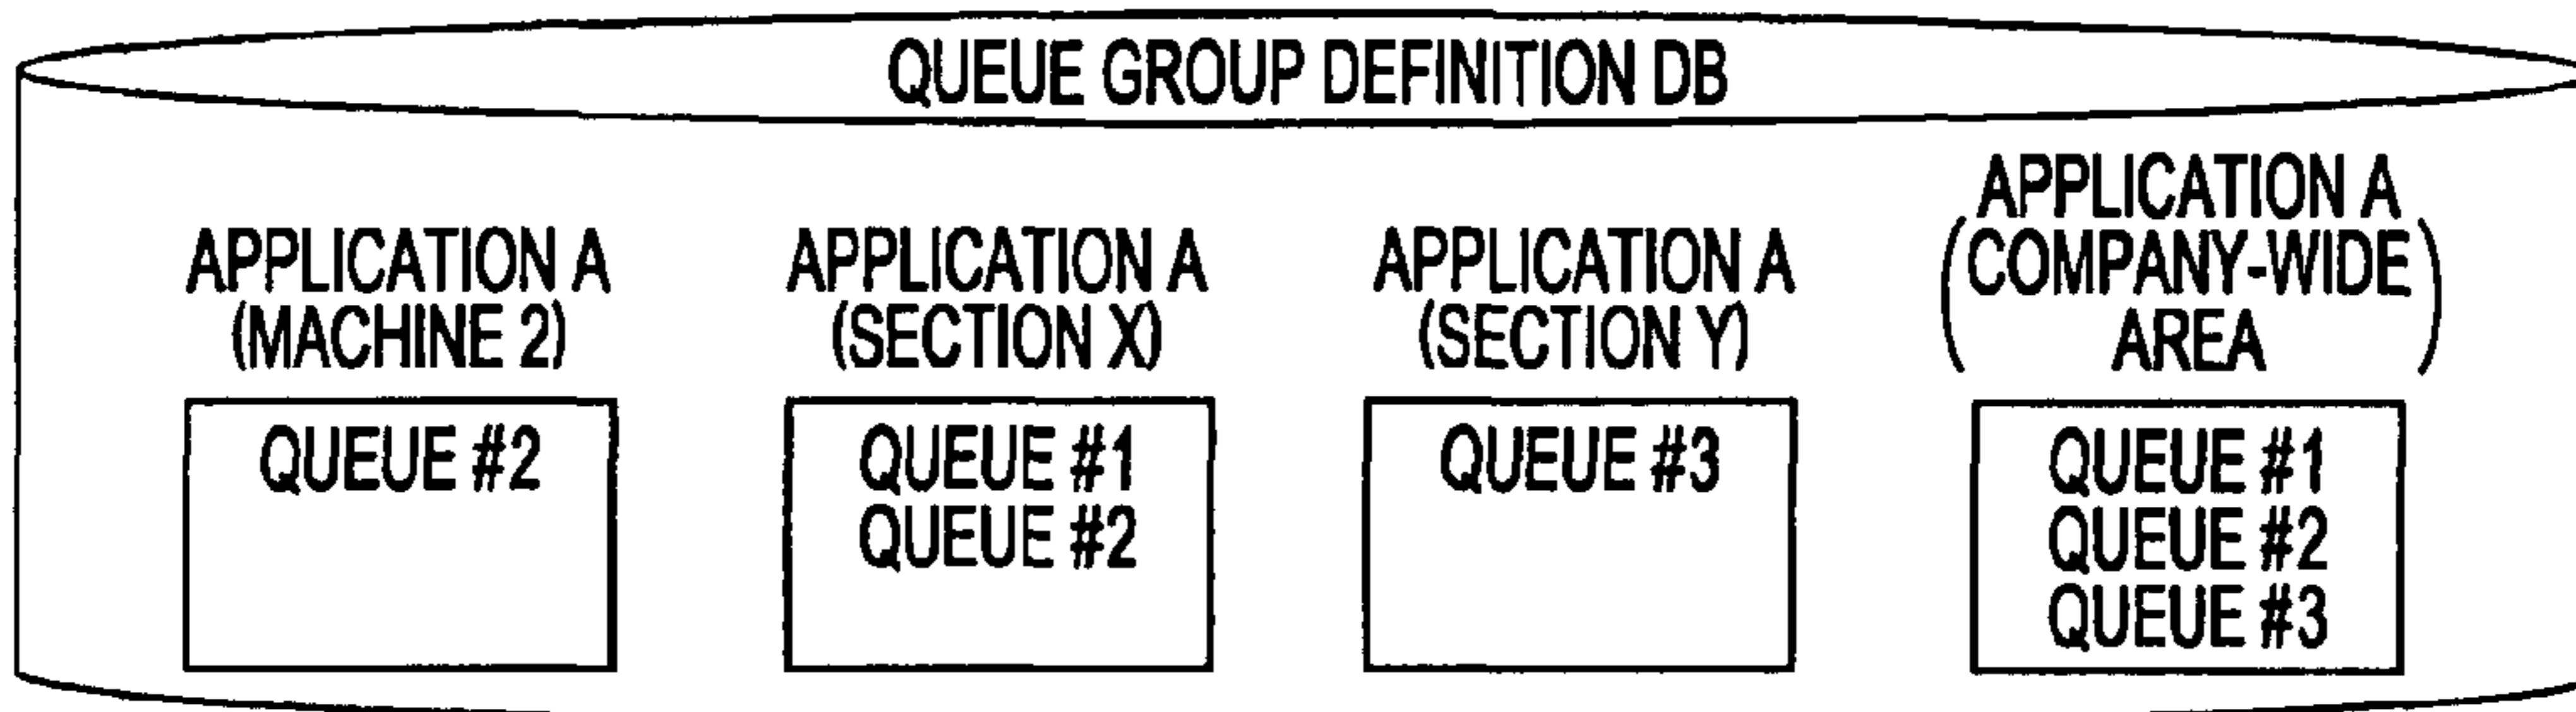 QUEUE GROUP DEFINITION DB
APPLICATION A
(MACHINE 2)
QUEUE #2
APPLICATION A
(SECTION X)
QUEUE #1
QUEUE #2
APPLICATION A
(SECTION Y)
QUEUE #3
APPLICATION A
(COMPANY-WIDE
AREA)
QUEUE #1
QUEUE #2
QUEUE #3